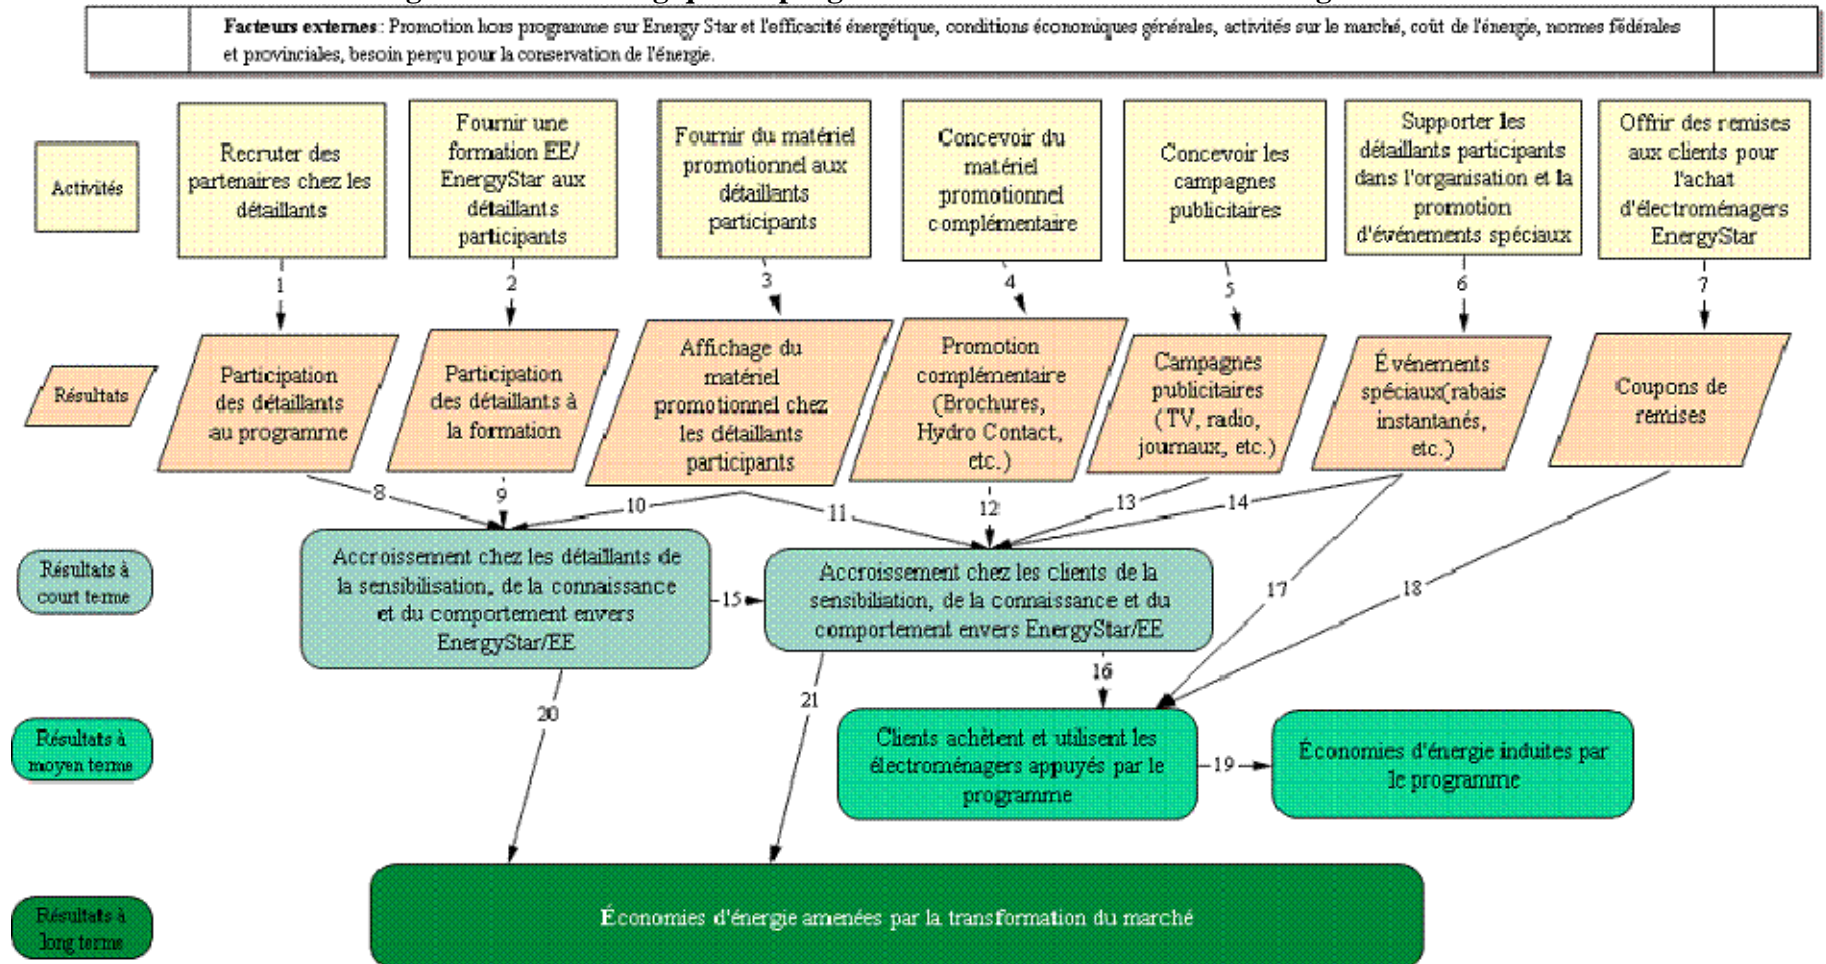 Facteurs externes: Promotion hors programme sur Energy Star et l'efficacité énergétique, conditions économiques générales, activités sur le marché, coût de l'énergie, normes fédérales
et provinciales, besoin perçu pour la conservation de l'énergie.
Activités
Recruter des
partenaires chez les
détaillants
Fournir une
formation EE/
EnergyStar aux
détaillants
participants
Fournir du matériel
promotionnel aux
détaillants
participants
Concevoir du
matériel
promotionnel
complémentaire
Concevoir les
campagnes
publicitaires
Supporter les
détaillants participants
dans l'organisation et la
promotion
d'événements spéciaux
Offrir des remises
aux clients pour
l'achat
d'électroménagers
EnergyStar
1
2
3
4
5
6
7
Résultats
Participation
des détaillants
au programme
Participation
des détaillants à
la formation
Affichage du
matériel
promotionnel chez
les détaillants
participants
Promotion
complémentaire
(Brochures,
Hydro Contact,
etc.)
Campagnes
publicitaires
(TV, radio,
journaux, etc.)
Événements
spéciaux(rabais
instantanés,
etc.)
Coupons de
remises
8
9
10
11
12
13
14
17
18
Résultats à
court terme
Accroissement chez les détaillants de
la sensibilisation, de la connaissance
et du comportement envers
EnergyStar/EE
15
Accroissement chez les clients de la
sensibiliation, de la connaissance et du
comportement envers EnergyStar/EE
16
20
21
Résultats à
moyen terme
Clients achètent et utilisent les
électroménagers appuyés par le
programme
19
Économies d'énergie induites par
le programme
Résultats à
long terme
Économies d'énergie amenées par la transformation du marché